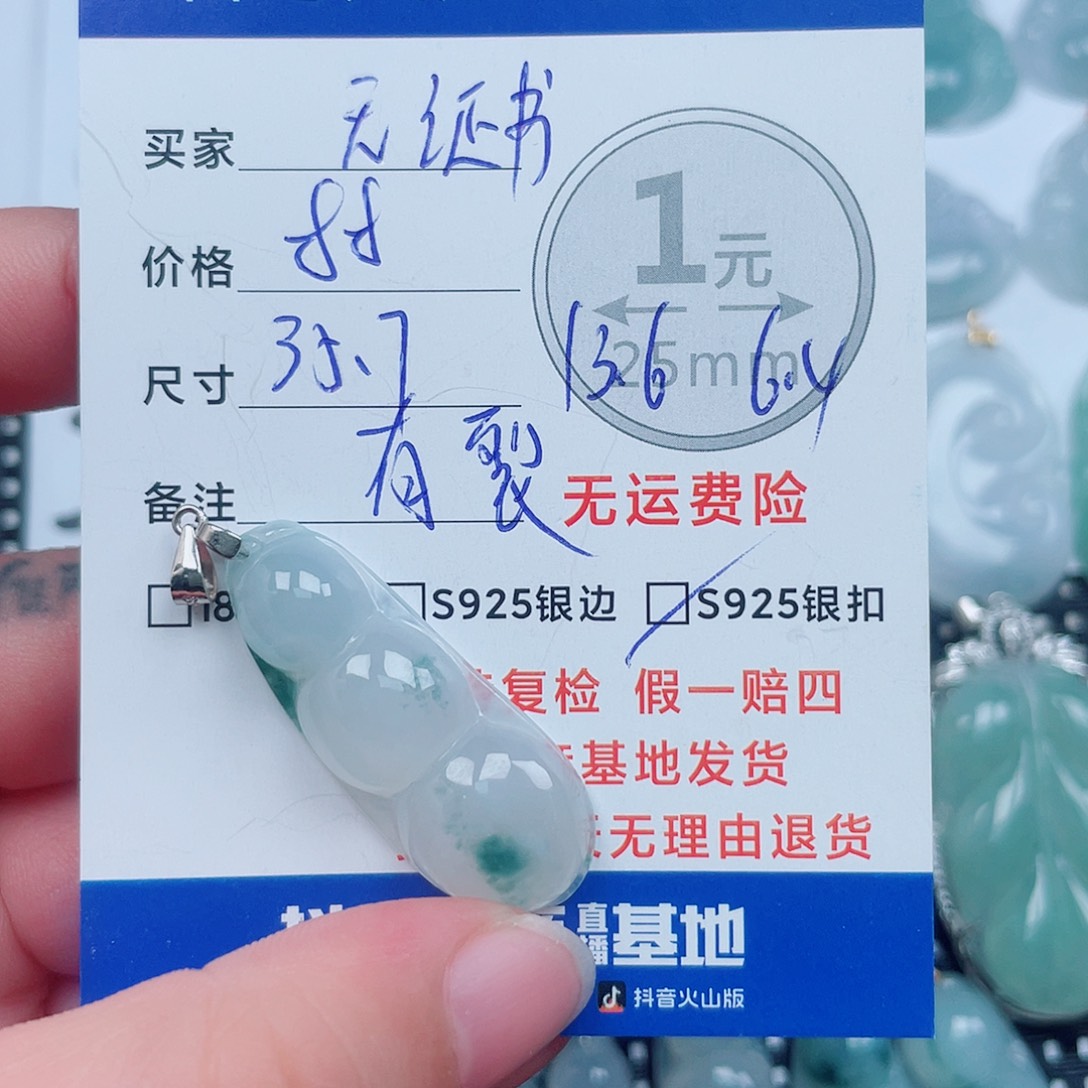 买家 无证书
价格
1元
尺寸 35.7 13.6 6.4
25mm
备注 有裂
无运费险
□18 □S925银边 □S925银扣
复检 假一赔四
基地发货
无理由退货
直播基地
抖音火山版